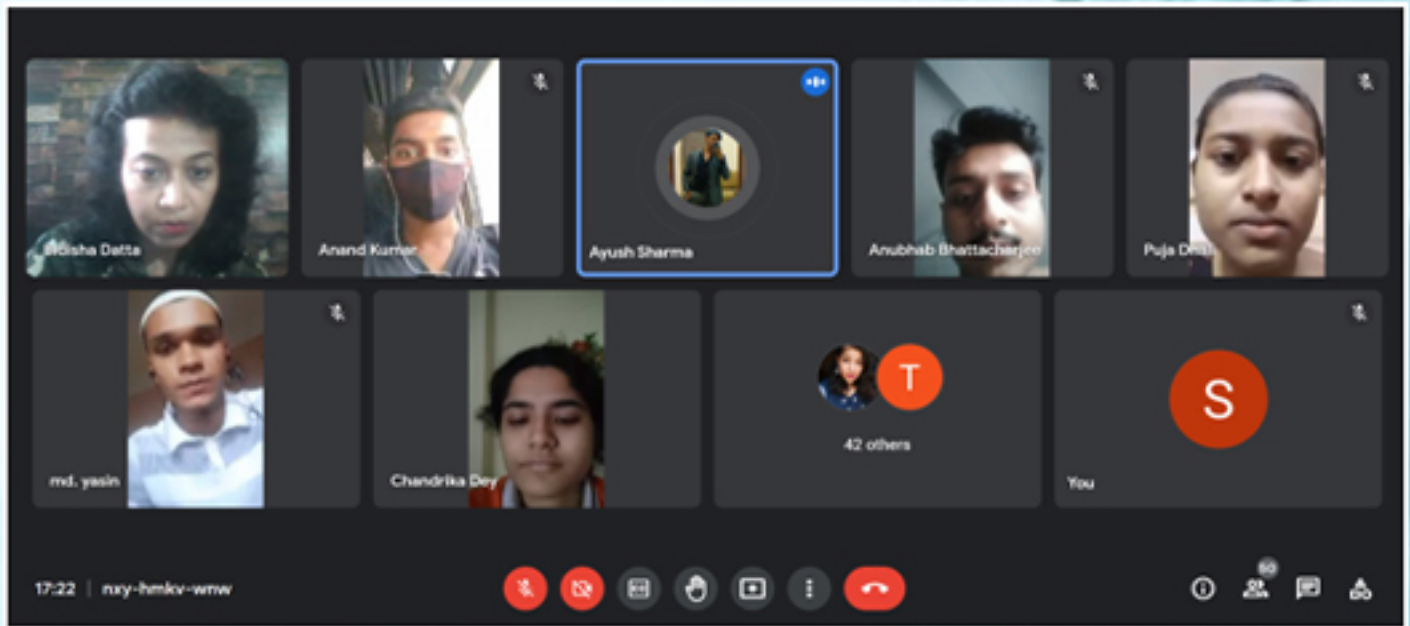 Datta
Anand Kumar
Ayush Sharma
Anubhab Bhattacharjee
Puja
md. yasin
Chandrika Dey
T
42 others
S
You
17:22 | nxy-hmkv-wnw
50